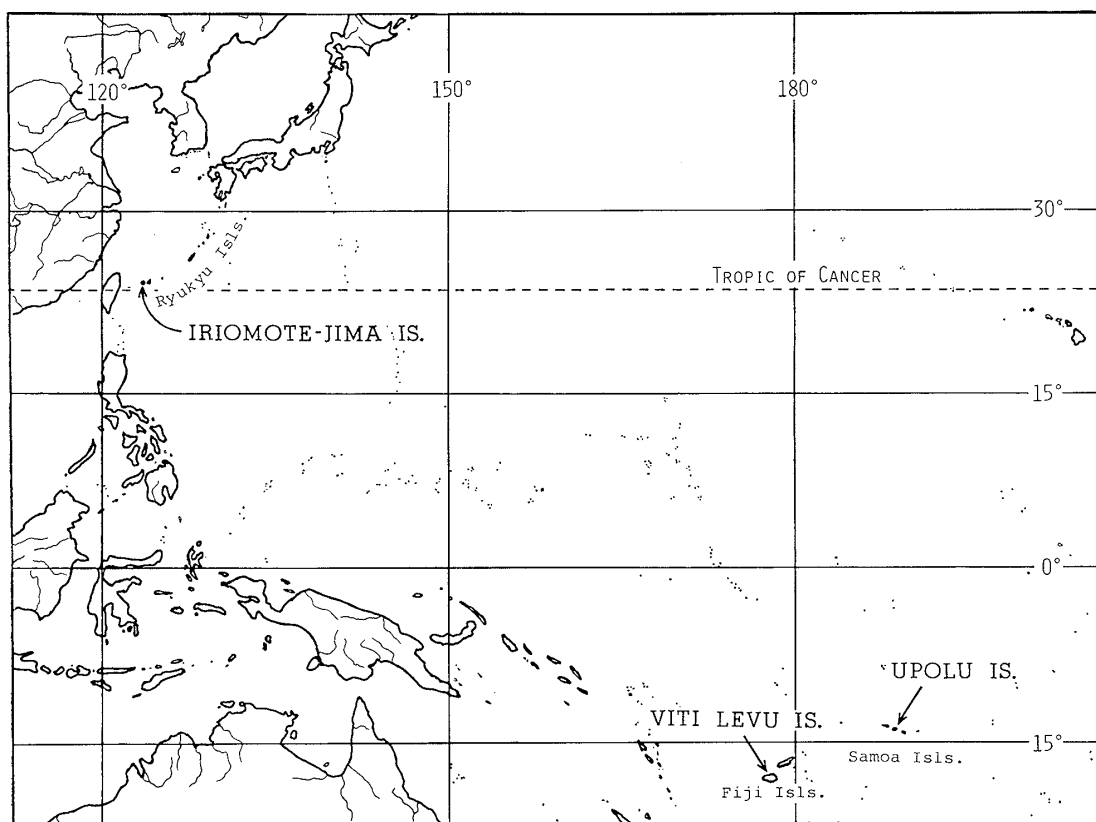 120°
150°
180°
30°
Ryukyu Isls.
TROPIC OF CANCER
IRIOMOTE-JIMA IS.
15°
0°
UPOLU IS.
VITI LEVU IS.
15°
Samoa Isls.
Fiji Isls.